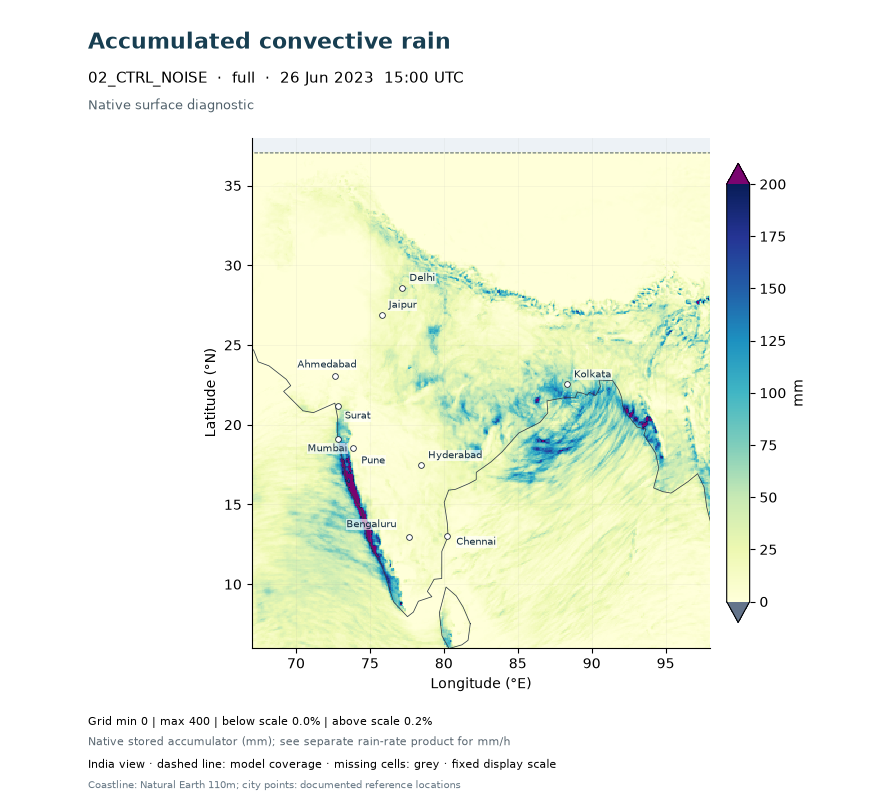 Accumulated convective rain
02_CTRL_NOISE · full · 26 Jun 2023 15:00 UTC
Native surface diagnostic
35
30
25
20
15
10
Latitude (°N)
Delhi
Jaipur
Ahmedabad
Kolkata
Surat
Mumbai
Pune
Hyderabad
Bengaluru
Chennai
70
75
80
85
90
95
Longitude (°E)
200
175
150
125
100
75
50
25
0
mm
Grid min 0 | max 400 | below scale 0.0% | above scale 0.2%
Native stored accumulator (mm); see separate rain-rate product for mm/h
India view · dashed line: model coverage · missing cells: grey · fixed display scale
Coastline: Natural Earth 110m; city points: documented reference locations